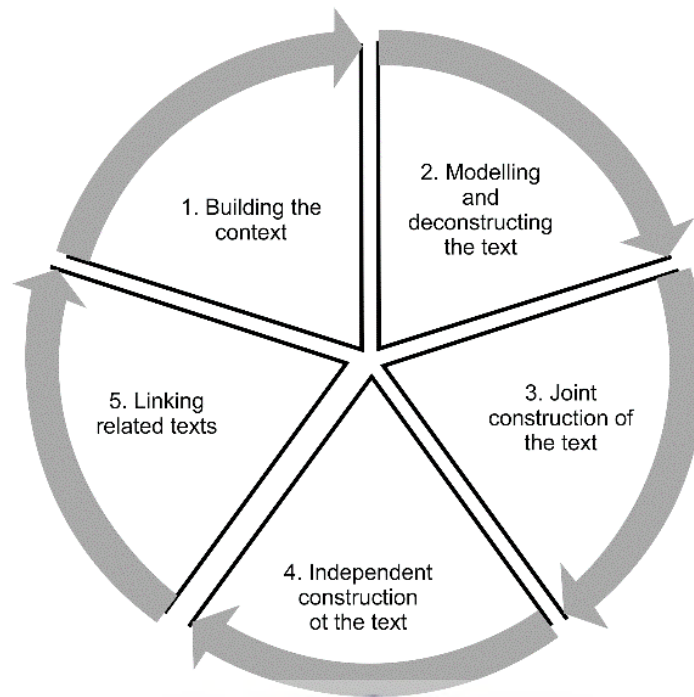 1. Building the
context
2. Modelling
and
deconstructing
the text
3. Joint
construction of
the text
4. Independent
construction
ot the text
5. Linking
related texts